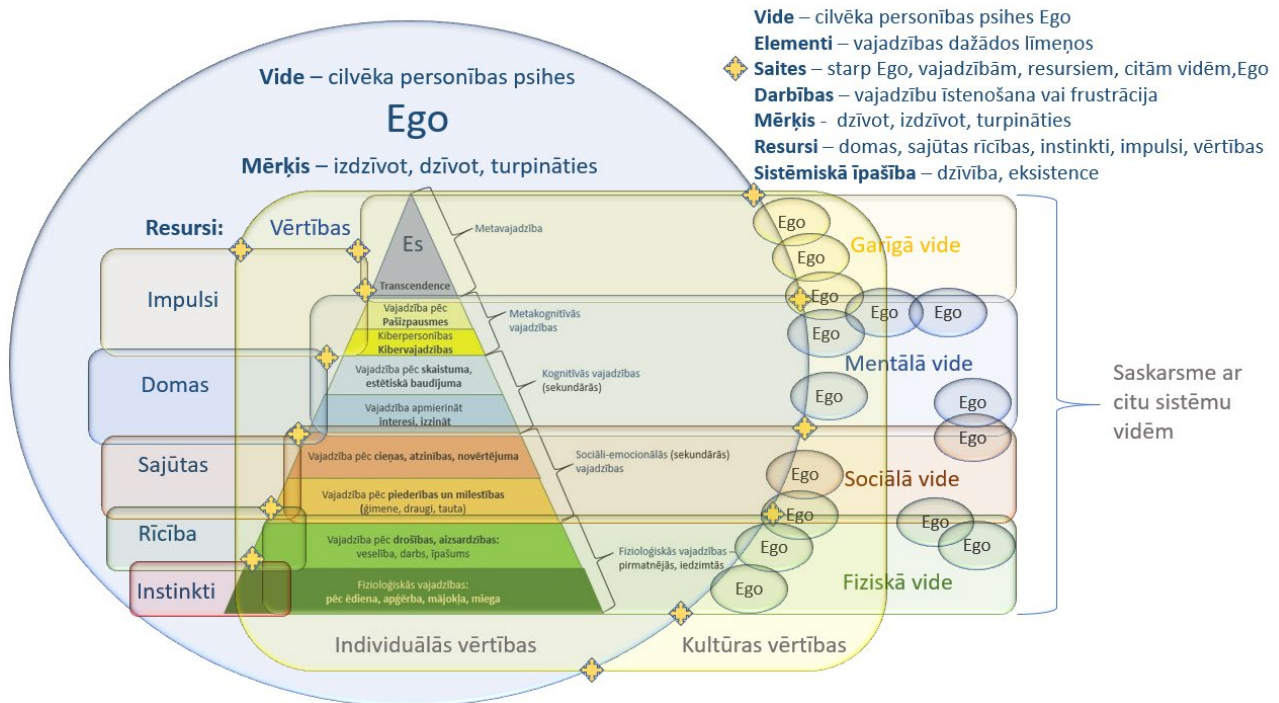 Vide – cilvēka personības psihes Ego
Elementi – vajadzības dažādos līmeņos
Saites – starp Ego, vajadzībām, resursiem, citām vidēm,Ego
Darbības – vajadzību īstenošana vai frustrācija
Mērķis - dzīvot, izdzīvot, turpināties
Resursi – domas, sajūtas rīcības, instinkti, impulsi, vērtības
Sistēmiskā īpašība – dzīvība, eksistence
Vide – cilvēka personības psihes
Ego
Mērķis – izdzīvot, dzīvot, turpināties
Resursi:
Vērtības
Impulsi
Domas
Sajūtas
Rīcība
Instinkti
Es
Transcendence
Vajadzība pēc
Pašizpausmes
Kiberpersonības
Kibervajadzības
Vajadzība pēc skaistuma,
estētiskā baudījuma
Vajadzība apmierināt
interesi, izzināt
Vajadzība pēc cieņas, atzinības, novērtējuma
Vajadzība pēc piederības un mīlestības
(ģimene, draugi, tauta)
Vajadzība pēc drošības, aizsardzības:
veselība, darbs, īpašums
Fizioloģiskās vajadzības:
pēc ēdiena, apģērba, mājokļa, miega
Metavajadzība
Metakognitīvās
vajadzības
Kognitīvās vajadzības
(sekundārās)
Sociāli-emocionālās (sekundārās)
vajadzības
Fizioloģiskās vajadzības –
pirmatnējās, iedzimtās
Ego
Ego
Ego
Garīgā vide
Ego
Ego
Ego
Mentālā vide
Ego
Ego
Ego
Ego
Sociālā vide
Ego
Ego
Ego
Ego
Fiziskā vide
Ego
Saskarsme ar
citu sistēmu
vidēm
Individuālās vērtības
Kultūras vērtības